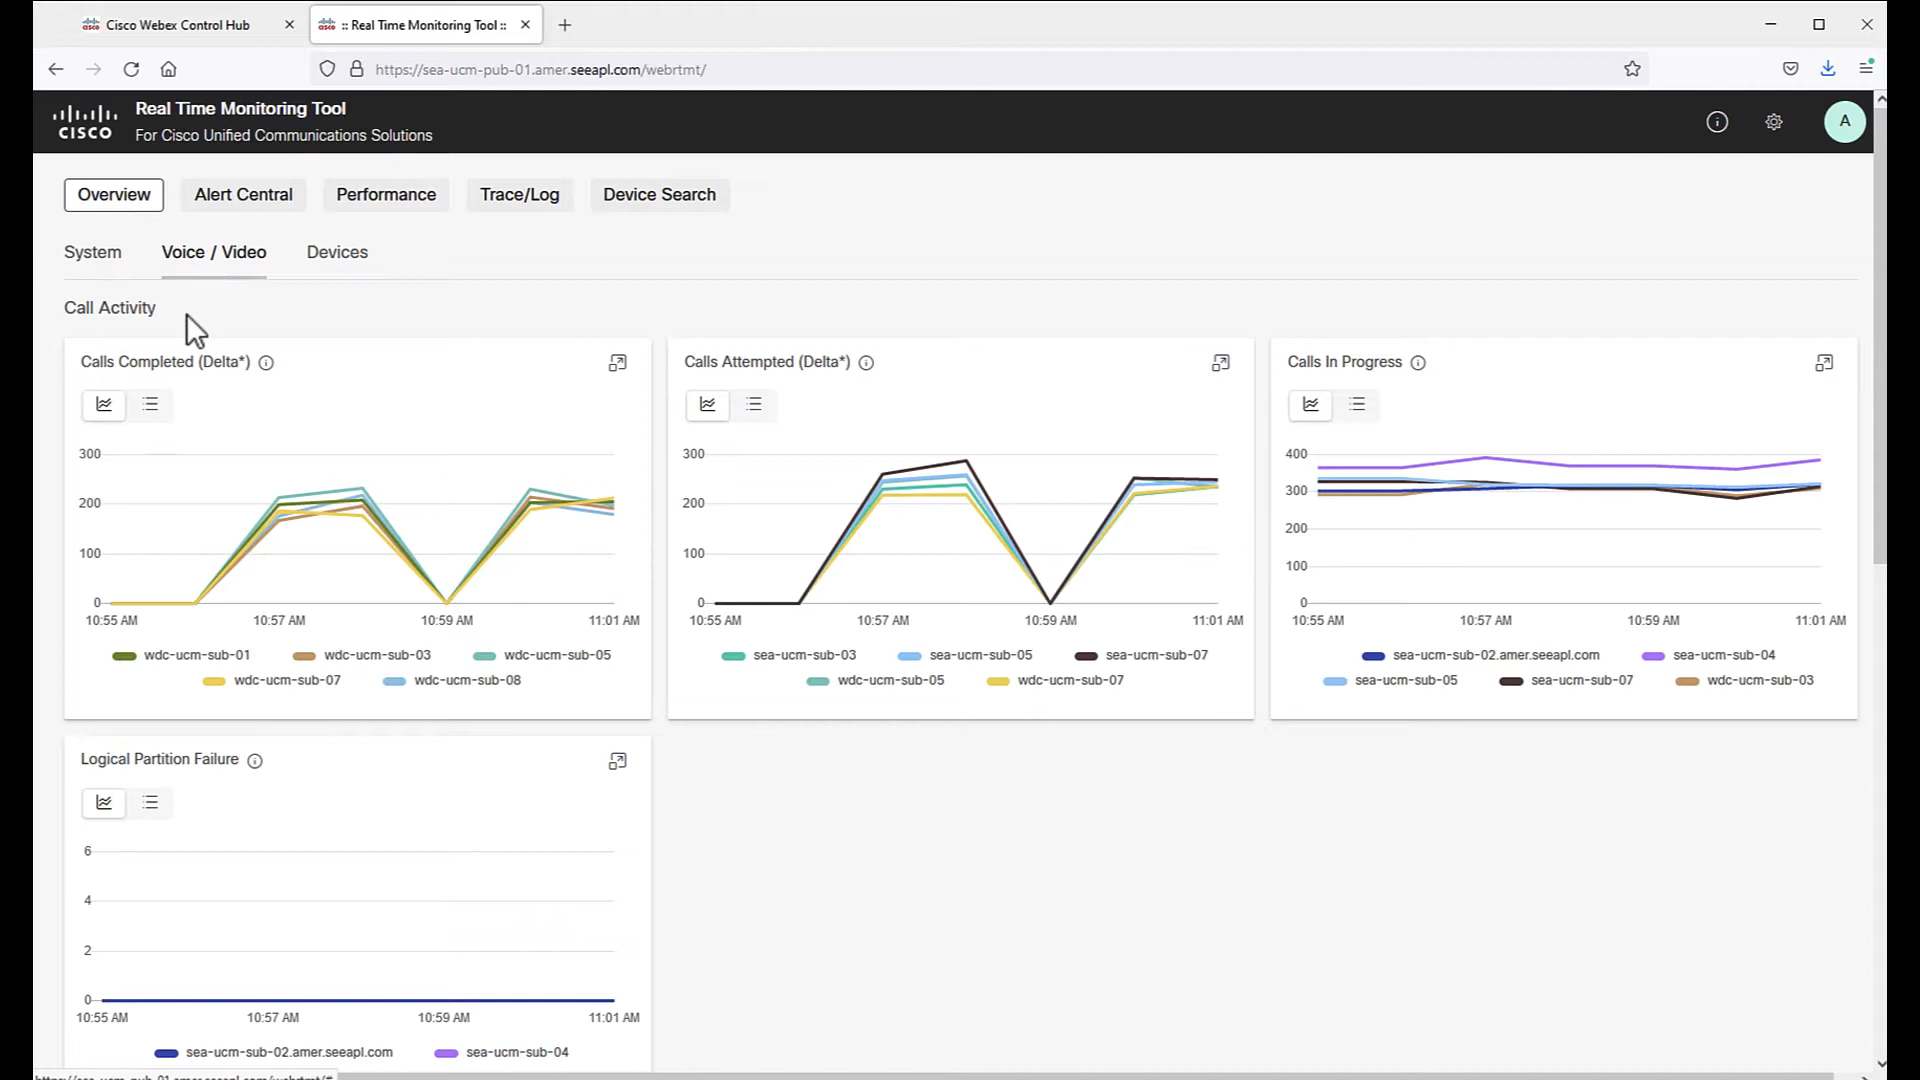 Cisco Webex Control Hub
:: Real Time Monitoring Tool ::
https://sea-ucm-pub-01.amer.seeapl.com/webrtmt/
CISCO
Real Time Monitoring Tool
For Cisco Unified Communications Solutions
A
Overview
Alert Central
Performance
Trace/Log
Device Search
System
Voice / Video
Devices
Call Activity
Calls Completed (Delta*)
300
200
100
0
10:55 AM 10:57 AM 10:59 AM 11:01 AM
wdc-ucm-sub-01 wdc-ucm-sub-03 wdc-ucm-sub-05
wdc-ucm-sub-07 wdc-ucm-sub-08
Calls Attempted (Delta*)
300
200
100
0
10:55 AM 10:57 AM 10:59 AM 11:01 AM
sea-ucm-sub-03 sea-ucm-sub-05 sea-ucm-sub-07
wdc-ucm-sub-05 wdc-ucm-sub-07
Calls In Progress
400
300
200
100
0
10:55 AM 10:57 AM 10:59 AM 11:01 AM
sea-ucm-sub-02.amer.seeapl.com sea-ucm-sub-04
sea-ucm-sub-05 sea-ucm-sub-07 wdc-ucm-sub-03
Logical Partition Failure
6
4
2
0
10:55 AM 10:57 AM 10:59 AM 11:01 AM
sea-ucm-sub-02.amer.seeapl.com sea-ucm-sub-04
https://sea-ucm-pub-01.amer.seeapl.com/webrtmt/#